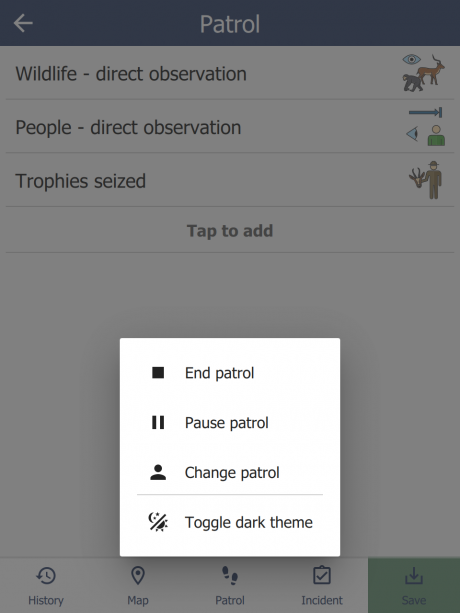 Patrol
Wildlife - direct observation
People - direct observation
Trophies seized
Tap to add
End patrol
Pause patrol
Change patrol
Toggle dark theme
History
Map
Patrol
Incident
Save